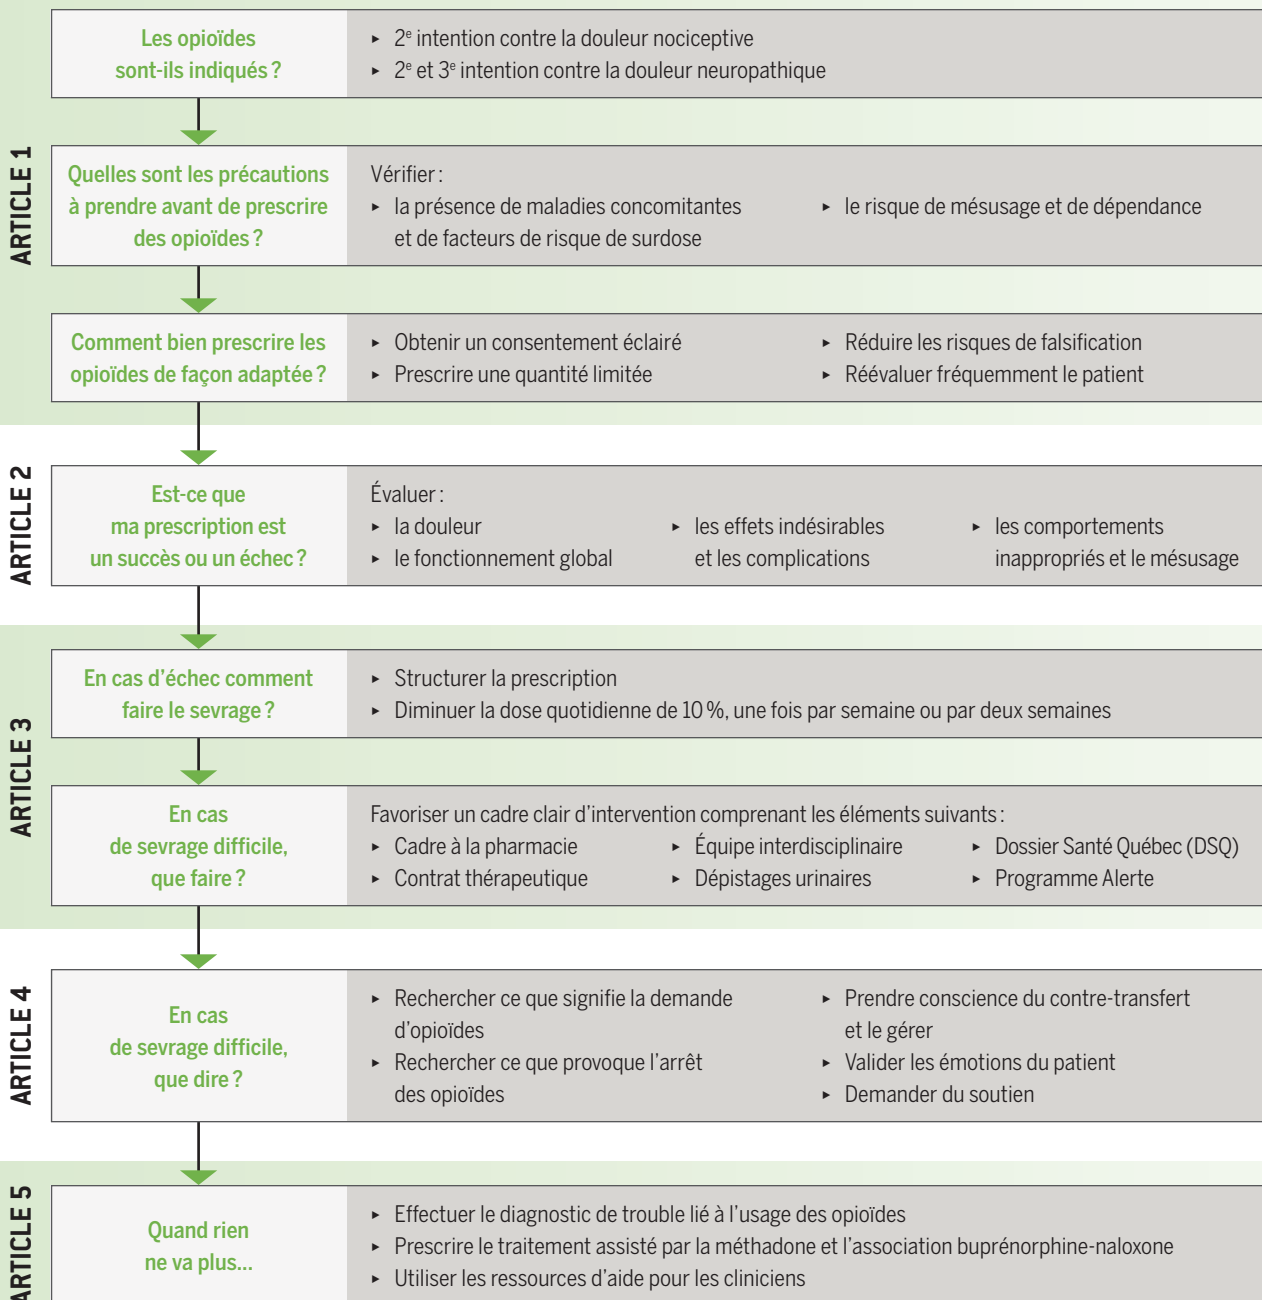 ARTICLE 1
Les opioïdes
sont-ils indiqués ?
▸ 2e intention contre la douleur nociceptive
▸ 2e et 3e intention contre la douleur neuropathique
Quelles sont les précautions
à prendre avant de prescrire
des opioïdes ?
Vérifier :
▸ la présence de maladies concomitantes
et de facteurs de risque de surdose
▸ le risque de mésusage et de dépendance
Comment bien prescrire les
opioïdes de façon adaptée ?
▸ Obtenir un consentement éclairé
▸ Prescrire une quantité limitée
▸ Réduire les risques de falsification
▸ Réévaluer fréquemment le patient
ARTICLE 2
Est-ce que
ma prescription est
un succès ou un échec ?
Évaluer :
▸ la douleur
▸ le fonctionnement global
▸ les effets indésirables
et les complications
▸ les comportements
inappropriés et le mésusage
ARTICLE 3
En cas d’échec comment
faire le sevrage ?
▸ Structurer la prescription
▸ Diminuer la dose quotidienne de 10 %, une fois par semaine ou par deux semaines
En cas
de sevrage difficile,
que faire ?
Favoriser un cadre clair d’intervention comprenant les éléments suivants :
▸ Cadre à la pharmacie
▸ Contrat thérapeutique
▸ Équipe interdisciplinaire
▸ Dépistages urinaires
▸ Dossier Santé Québec (DSQ)
▸ Programme Alerte
ARTICLE 4
En cas
de sevrage difficile,
que dire ?
▸ Rechercher ce que signifie la demande
d’opioïdes
▸ Rechercher ce que provoque l’arrêt
des opioïdes
▸ Prendre conscience du contre-transfert
et le gérer
▸ Valider les émotions du patient
▸ Demander du soutien
ARTICLE 5
Quand rien
ne va plus...
▸ Effectuer le diagnostic de trouble lié à l’usage des opioïdes
▸ Prescrire le traitement assisté par la méthadone et l’association buprénorphine-naloxone
▸ Utiliser les ressources d’aide pour les cliniciens